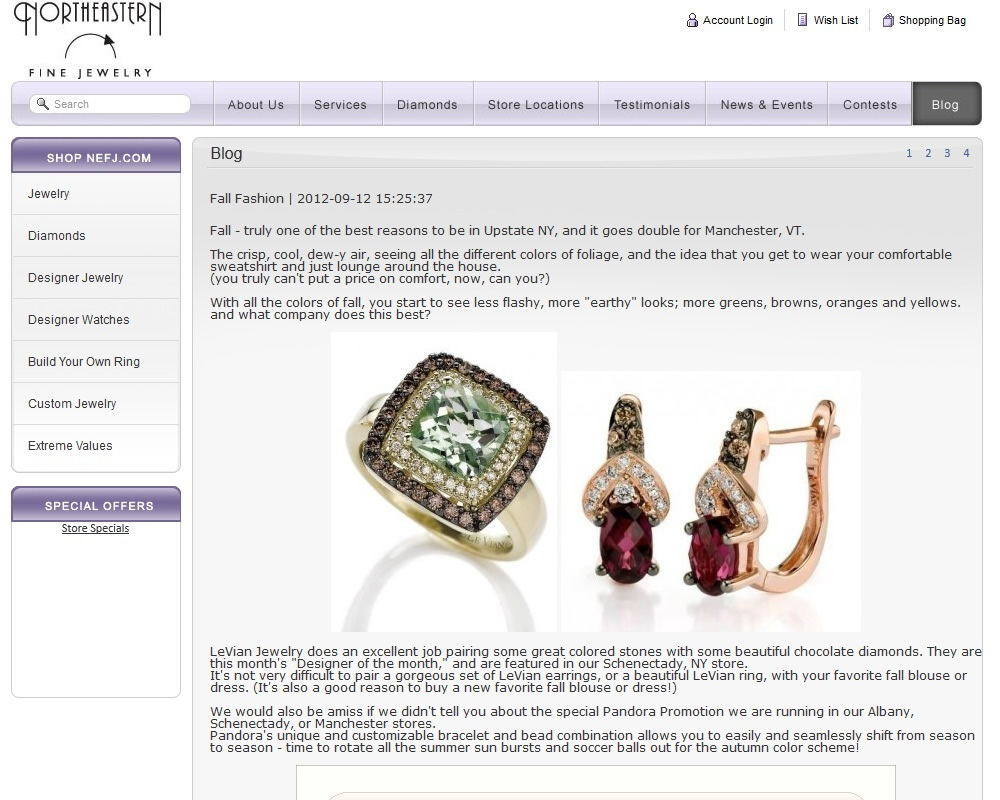 NORTHEASTERN
FINE JEWELRY
Account Login
Wish List
Shopping Bag
Search
About Us
Services
Diamonds
Store Locations
Testimonials
News & Events
Contests
Blog
SHOP NEFJ.COM
Jewelry
Diamonds
Designer Jewelry
Designer Watches
Build Your Own Ring
Custom Jewelry
Extreme Values
SPECIAL OFFERS
Store Specials
Blog
1 2 3 4
Fall Fashion | 2012-09-12 15:25:37
Fall - truly one of the best reasons to be in Upstate NY, and it goes double for Manchester, VT.
The crisp, cool, dew-y air, seeing all the different colors of foliage, and the idea that you get to wear your comfortable
sweatshirt and just lounge around the house.
(you truly can't put a price on comfort, now, can you?)
With all the colors of fall, you start to see less flashy, more "earthy" looks; more greens, browns, oranges and yellows.
and what company does this best?
LeVian Jewelry does an excellent job pairing some great colored stones with some beautiful chocolate diamonds. They are
this month's "Designer of the month," and are featured in our Schenectady, NY store.
It's not very difficult to pair a gorgeous set of LeVian earrings, or a beautiful LeVian ring, with your favorite fall blouse or
dress. (It's also a good reason to buy a new favorite fall blouse or dress!)
We would also be amiss if we didn't tell you about the special Pandora Promotion we are running in our Albany,
Schenectady, or Manchester stores.
Pandora's unique and customizable bracelet and bead combination allows you to easily and seamlessly shift from season
to season - time to rotate all the summer sun bursts and soccer balls out for the autumn color scheme!